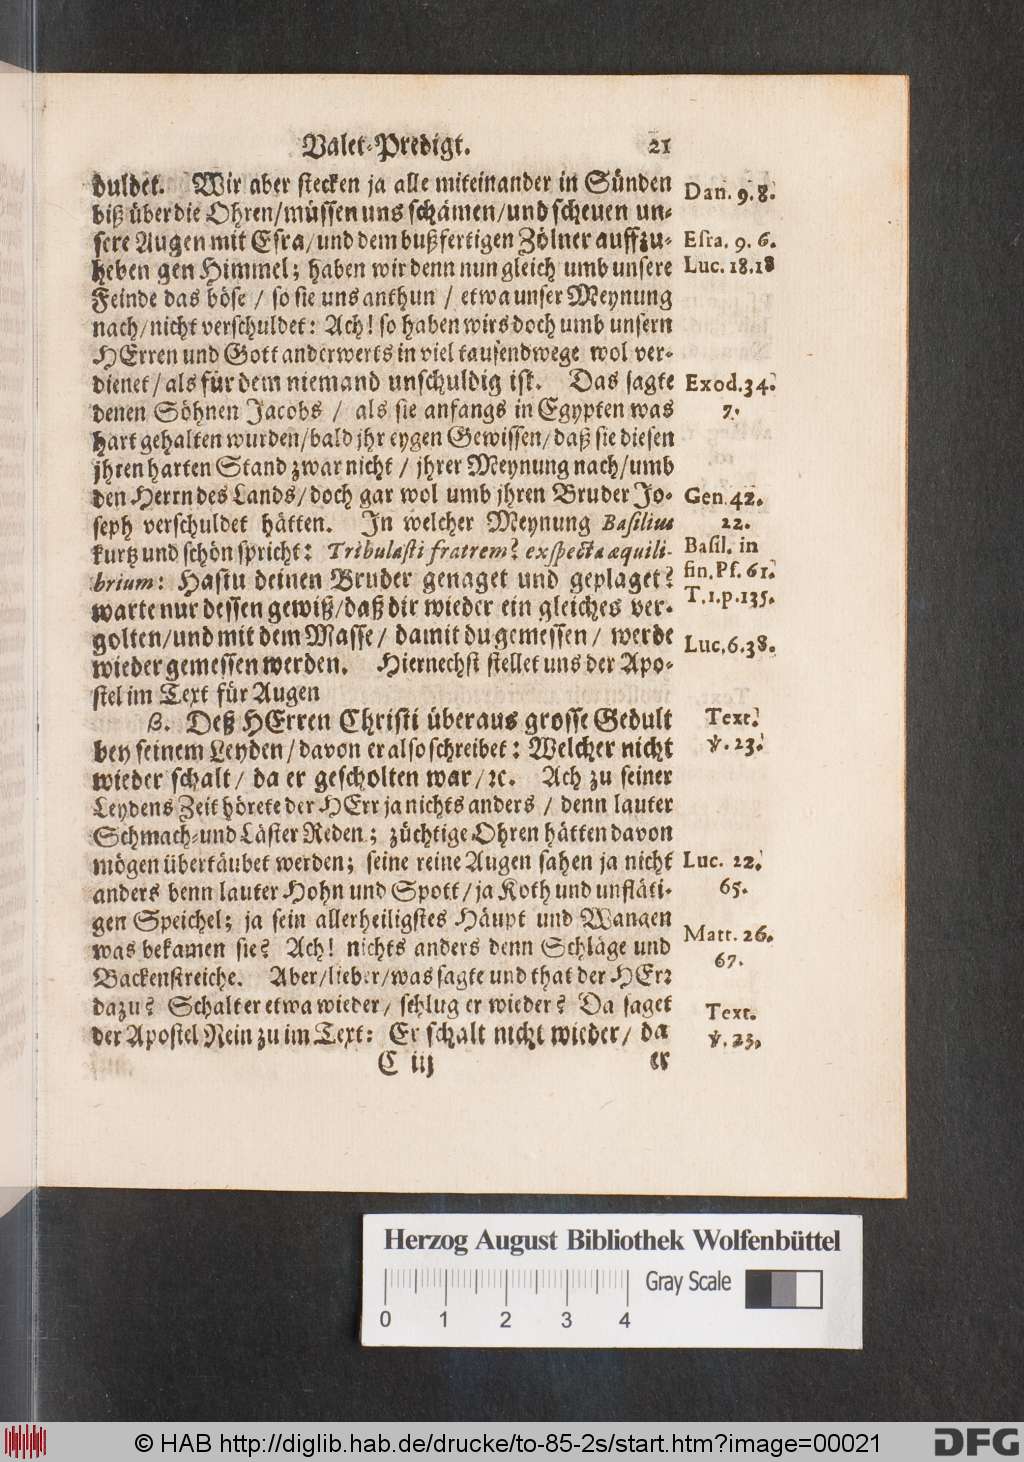 Valet-Predigt. 21
duldet. Wir aber stecken ja alle miteinander in Sünden
biß über die Ohren/müssen uns schämen/und scheuen un-
sere Augen mit Esra/und dem bußfertigen Zölner auffzu-
heben gen Himmel; haben wir denn nun gleich umb unsere
Feinde das böse / so sie uns anthun / etwa unser Meynung
nach/nicht verschuldet: Ach! so haben wirs doch umb unsern
HErren und Gott anderwerts in viel tausendwege wol ver-
dienet/als für dem niemand unschuldig ist. Das sagte
denen Söhnen Jacobs / als sie anfangs in Egypten was
hart gehalten wurden/bald jhr eygen Gewissen/daß sie diesen
jhren harten Stand zwar nicht / jhrer Meynung nach/umb
den Herrn des Lands/doch gar wol umb jhren Bruder Jo-
seph verschuldet hätten. In welcher Meynung Basilius
kurtz und schön spricht: Tribulasti fratrem? exspecta æquili-
brium: Hastu deinen Bruder genaget und geplaget?
warte nur dessen gewiß/daß dir wieder ein gleiches ver-
golten/und mit dem Masse/ damit du gemessen / werde
wieder gemessen werden. Hiernechst stellet uns der Apo-
stel im Text für Augen
β. Deß HErren Christi überaus grosse Gedult
bey seinem Leyden/davon er also schreibet: Welcher nicht
wieder schalt/ da er gescholten war/ꝛc. Ach zu seiner
Leydens Zeit hörete der HErr ja nichts anders / denn lauter
Schmach-und Läster Reden; züchtige Ohren hätten davon
mögen übertäubet werden; seine reine Augen sahen ja nicht
anders denn lauter Hohn und Spott/ja Koth und unfläti-
gen Speichel; ja sein allerheiligstes Häupt und Wangen
was bekamen sie? Ach! nichts anders denn Schläge und
Backenstreiche. Aber/lieber/was sagte und that der HErr
dazu? Schalt er etwa wieder/ schlug er wieder? Da saget
der Apostel Nein zu im Text: Er schalt nicht wieder/ da
C iij er
Dan. 9.8.
Esra. 9. 6.
Luc. 18.18
Exod. 34.
7.
Gen. 42.
22.
Basil. in
fin. Ps. 61.
T.1.p.135.
Luc. 6.38.
Text.
℣. 23.
Luc. 22.
65.
Matt. 26.
67.
Text.
℣. 23.
Herzog August Bibliothek Wolfenbüttel
Gray Scale
0 1 2 3 4
© HAB http://diglib.hab.de/drucke/to-85-2s/start.htm?image=00021
DFG